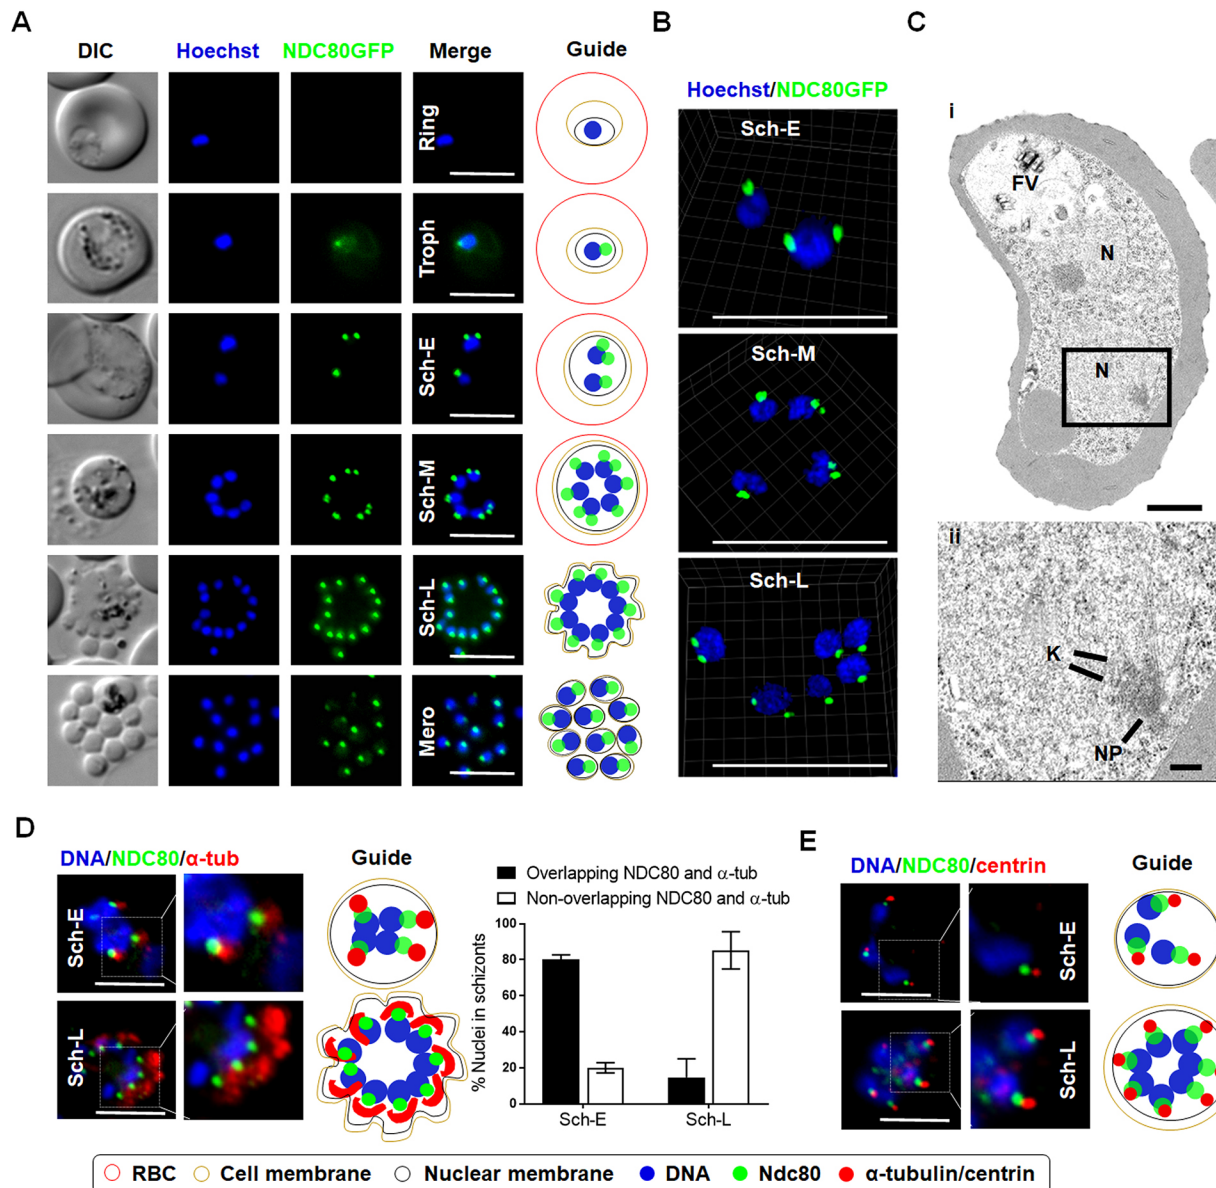 A
DIC Hoechst NDC80GFP Merge Guide
Ring
Troph
Sch-E
Sch-M
Sch-L
Mero
B
Hoechst/NDC80GFP
Sch-E
Sch-M
Sch-L
C
i
FV
N
N
ii
K
NP
D
DNA/NDC80/α-tub Guide
Sch-E
Sch-L
Overlapping NDC80 and α-tub
Non-overlapping NDC80 and α-tub
% Nuclei in schizonts
100
80
60
40
20
0
Sch-E Sch-L
E
DNA/NDC80/centrin Guide
Sch-E
Sch-L
RBC Cell membrane Nuclear membrane DNA Ndc80 α-tubulin/centrin